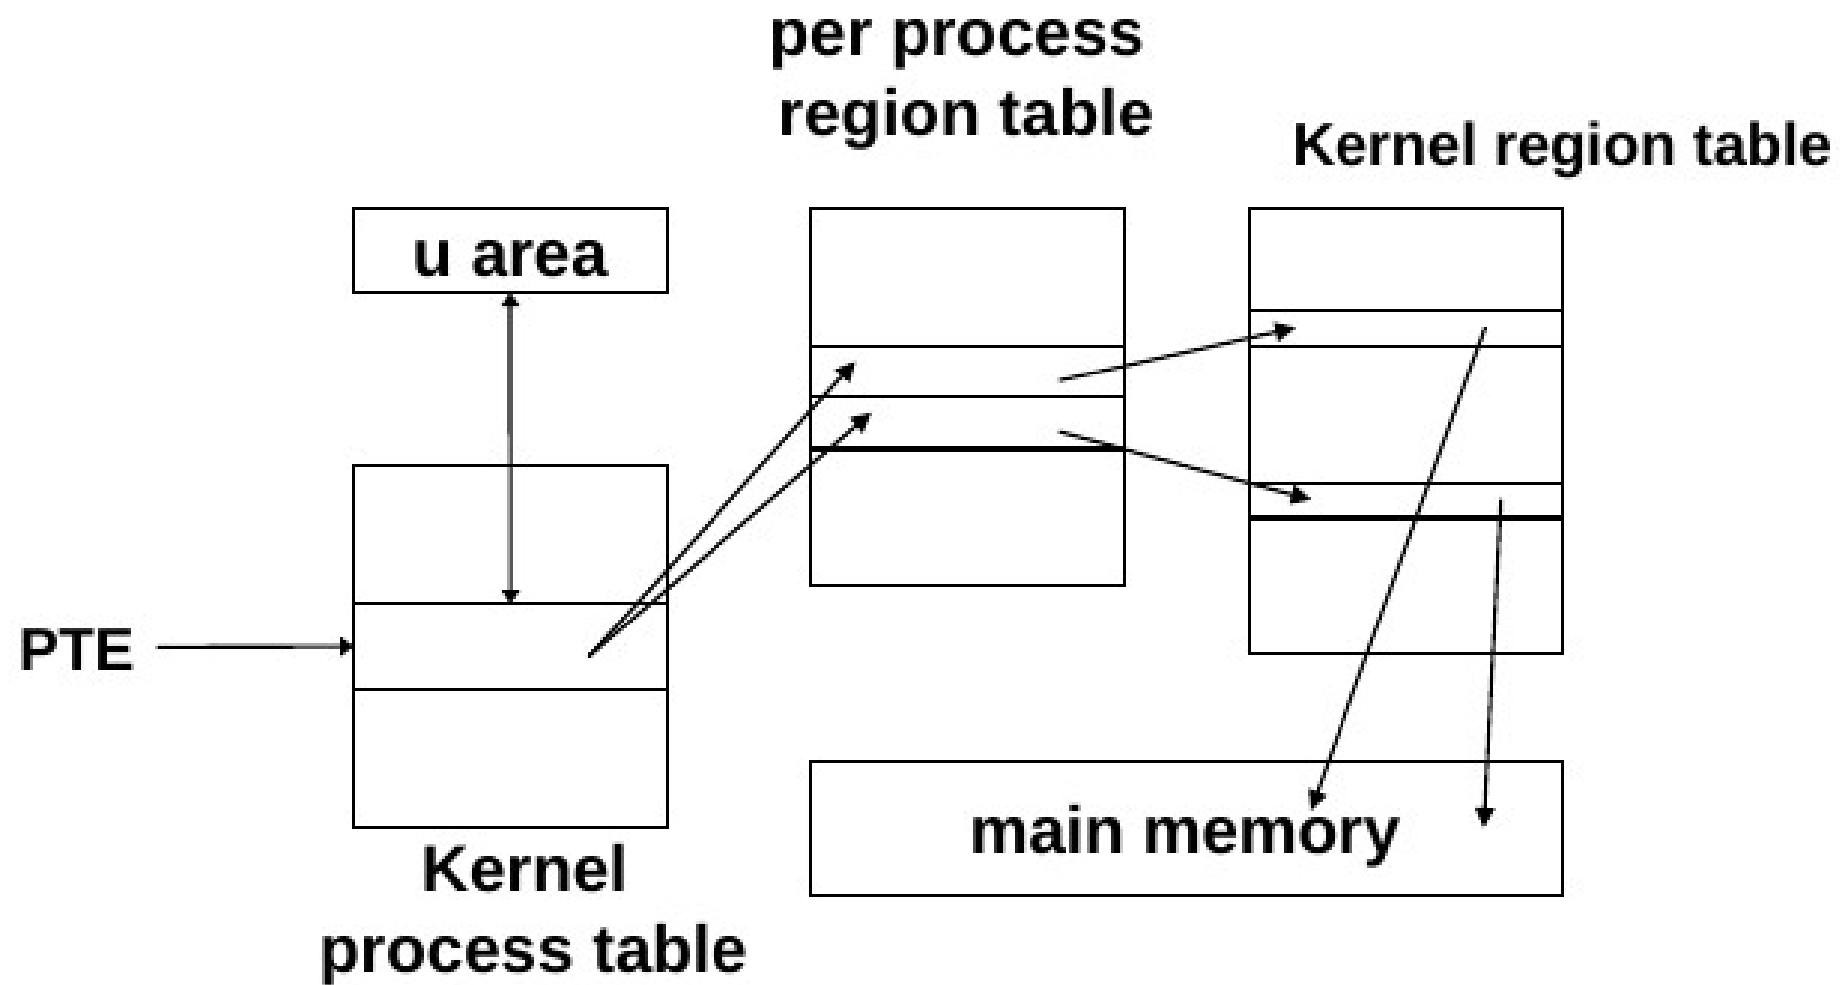 per process
region table
Kernel region table
u area
PTE
main memory
Kernel
process table